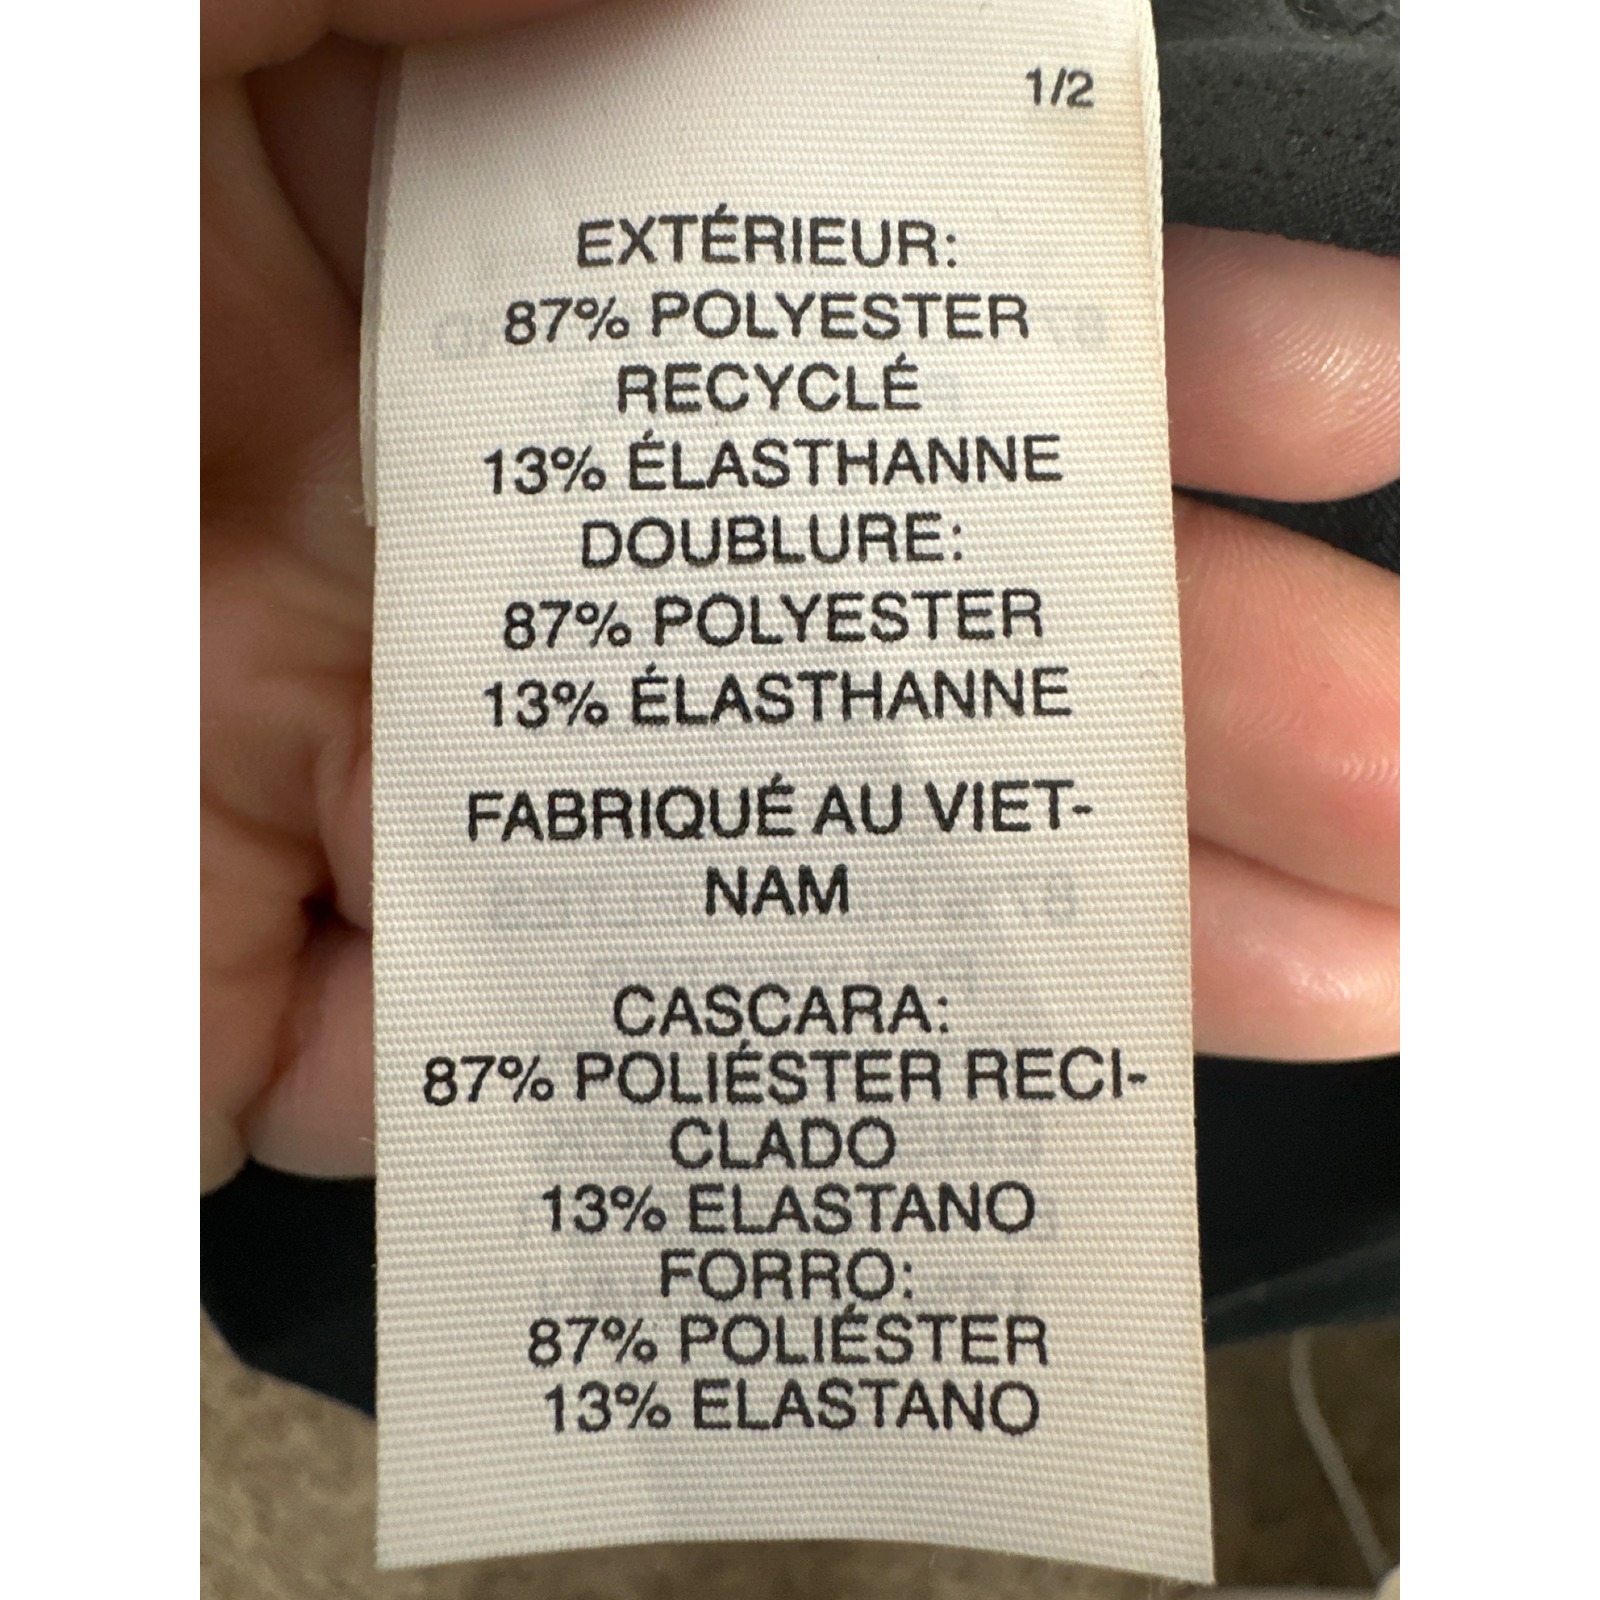 1/2
EXTÉRIEUR:
87% POLYESTER
RECYCLÉ
13% ÉLASTHANNE
DOUBLURE:
87% POLYESTER
13% ÉLASTHANNE
FABRIQUÉ AU VIET-
NAM
CASCARA:
87% POLIÉSTER RECI-
CLADO
13% ELASTANO
FORRO:
87% POLIÉSTER
13% ELASTANO